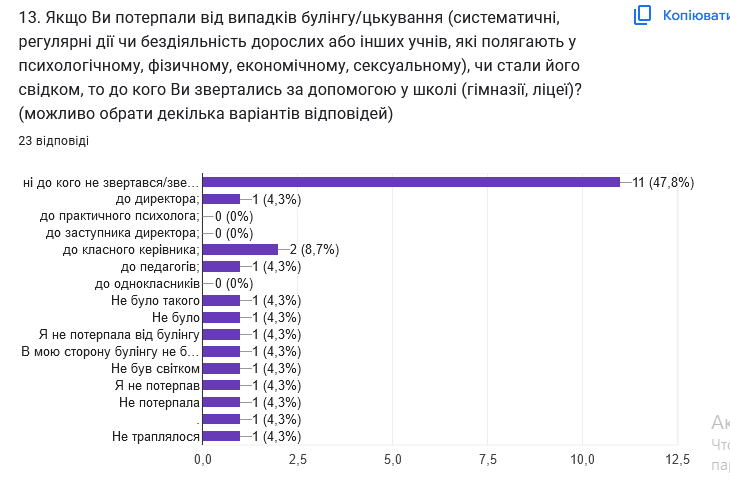 13. Якщо Ви потерпали від випадків булінгу/цькування (систематичні,
регулярні дії чи бездіяльність дорослих або інших учнів, які полягають у
психологічному, фізичному, економічному, сексуальному), чи стали його
свідком, то до кого Ви звертались за допомогою у школі (гімназії, ліцеї)?
(можливо обрати декілька варіантів відповідей)
Копіювати
23 відповіді
ні до кого не звертався/зве… 11 (47,8%)
до директора; 1 (4,3%)
до практичного психолога; 0 (0%)
до заступника директора; 0 (0%)
до класного керівника; 2 (8,7%)
до педагогів; 1 (4,3%)
до однокласників 0 (0%)
Не було такого 1 (4,3%)
Не було 1 (4,3%)
Я не потерпала від булінгу 1 (4,3%)
В мою сторону булінгу не б… 1 (4,3%)
Не був світком 1 (4,3%)
Я не потерпав 1 (4,3%)
Не потерпала 1 (4,3%)
. 1 (4,3%)
Не траплялося 1 (4,3%)
0,0 2,5 5,0 7,5 10,0 12,5